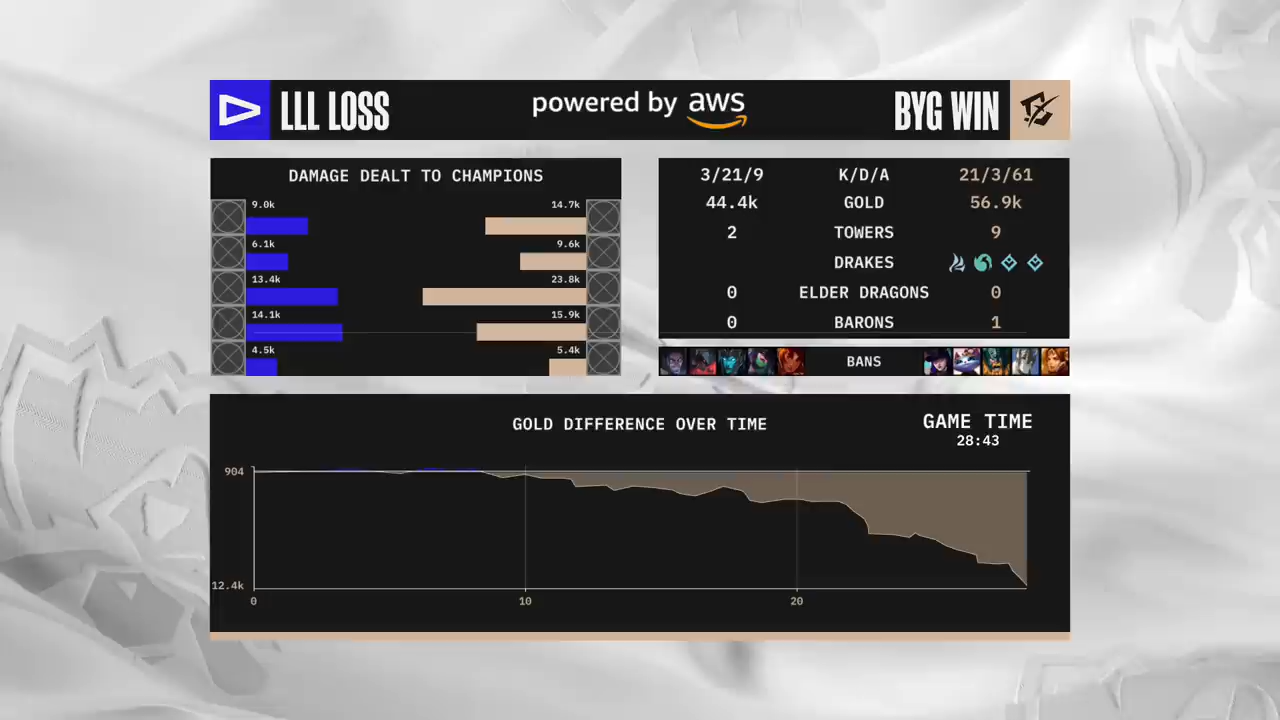 LLL LOSS
powered by aws
BYG WIN
DAMAGE DEALT TO CHAMPIONS
9.0k 14.7k
6.1k 9.6k
13.4k 23.8k
14.1k 15.9k
4.5k 5.4k
3/21/9 K/D/A 21/3/61
44.4k GOLD 56.9k
2 TOWERS 9
DRAKES
0 ELDER DRAGONS 0
0 BARONS 1
BANS
GOLD DIFFERENCE OVER TIME
GAME TIME
28:43
904
12.4k
0 10 20